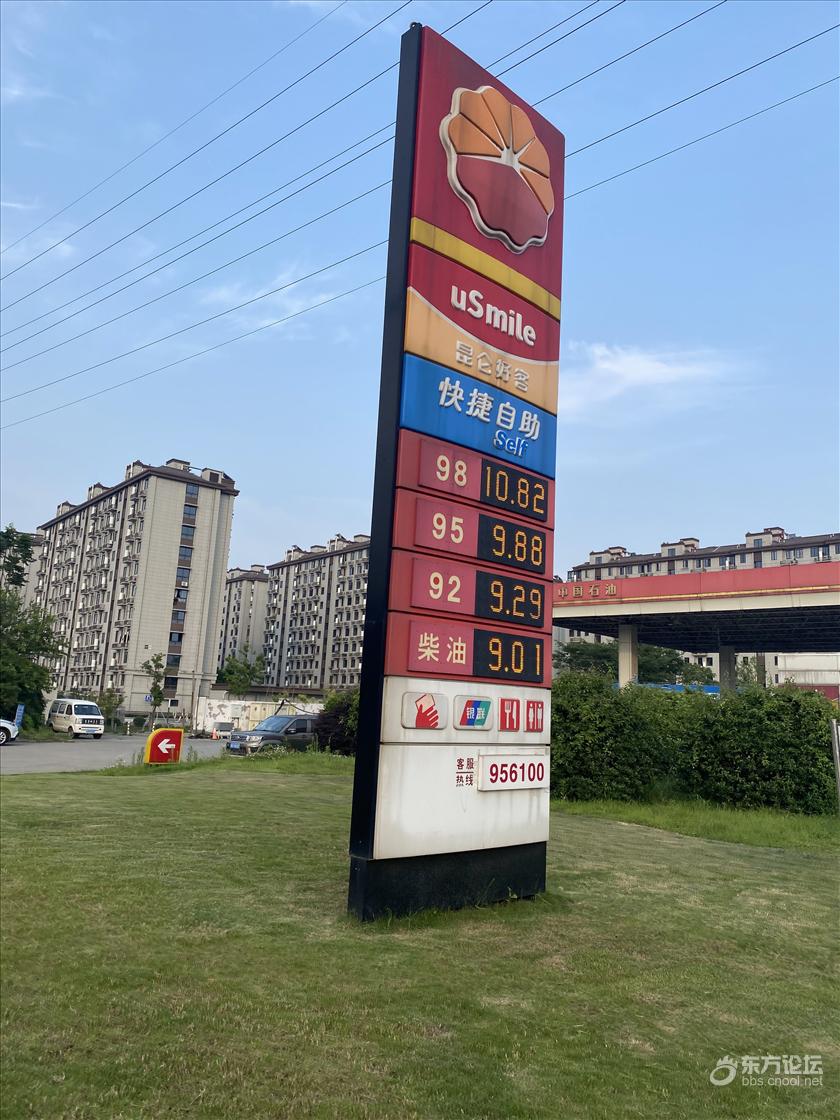 uSmile
昆仑好客
快捷自助
Self
98 10.82
95 9.88
92 9.29
柴油 9.01
银联
客服
热线
956100
中国石油
东方论坛
bbs.cnool.net